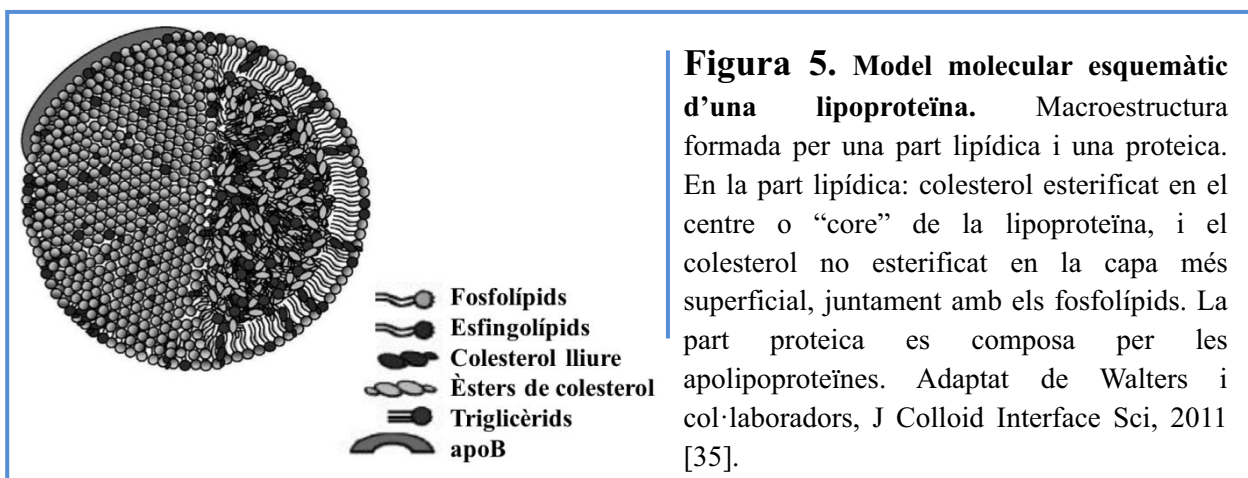 Fosfolípids
Esfingolípids
Colesterol lliure
Èsters de colesterol
Triglicèrids
apoB
Figura 5. Model molecular esquemàtic
d’una lipoproteïna. Macroestructura
formada per una part lipídica i una proteica.
En la part lipídica: colesterol esterificat en el
centre o “core” de la lipoproteïna, i el
colesterol no esterificat en la capa més
superficial, juntament amb els fosfolípids. La
part proteica es composa per les
apolipoproteïnes. Adaptat de Walters i
col·laboradors, J Colloid Interface Sci, 2011
[35].